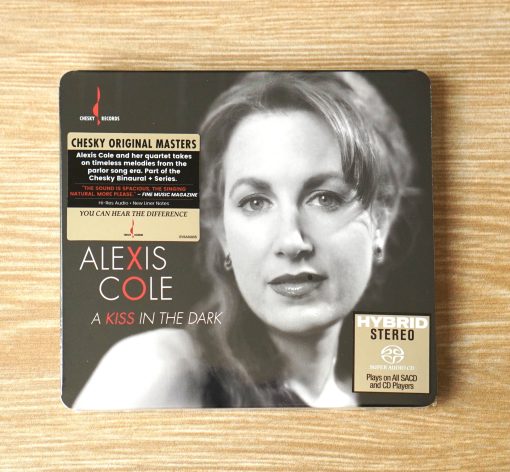 CHESKY RECORDS
CHESKY ORIGINAL MASTERS
Alexis Cole and her quartet takes
on timeless melodies from the
parlor song era. Part of the
Chesky Binaural + Series.
"THE SOUND IS SPACIOUS, THE SINGING
NATURAL. MORE PLEASE." – FINE MUSIC MAGAZINE
Hi-Res Audio • New Liner Notes
YOU CAN HEAR THE DIFFERENCE
ALEXIS
COLE
A KISS IN THE DARK
HYBRID
STEREO
SUPER AUDIO CD
Plays on All SACD
and CD Players